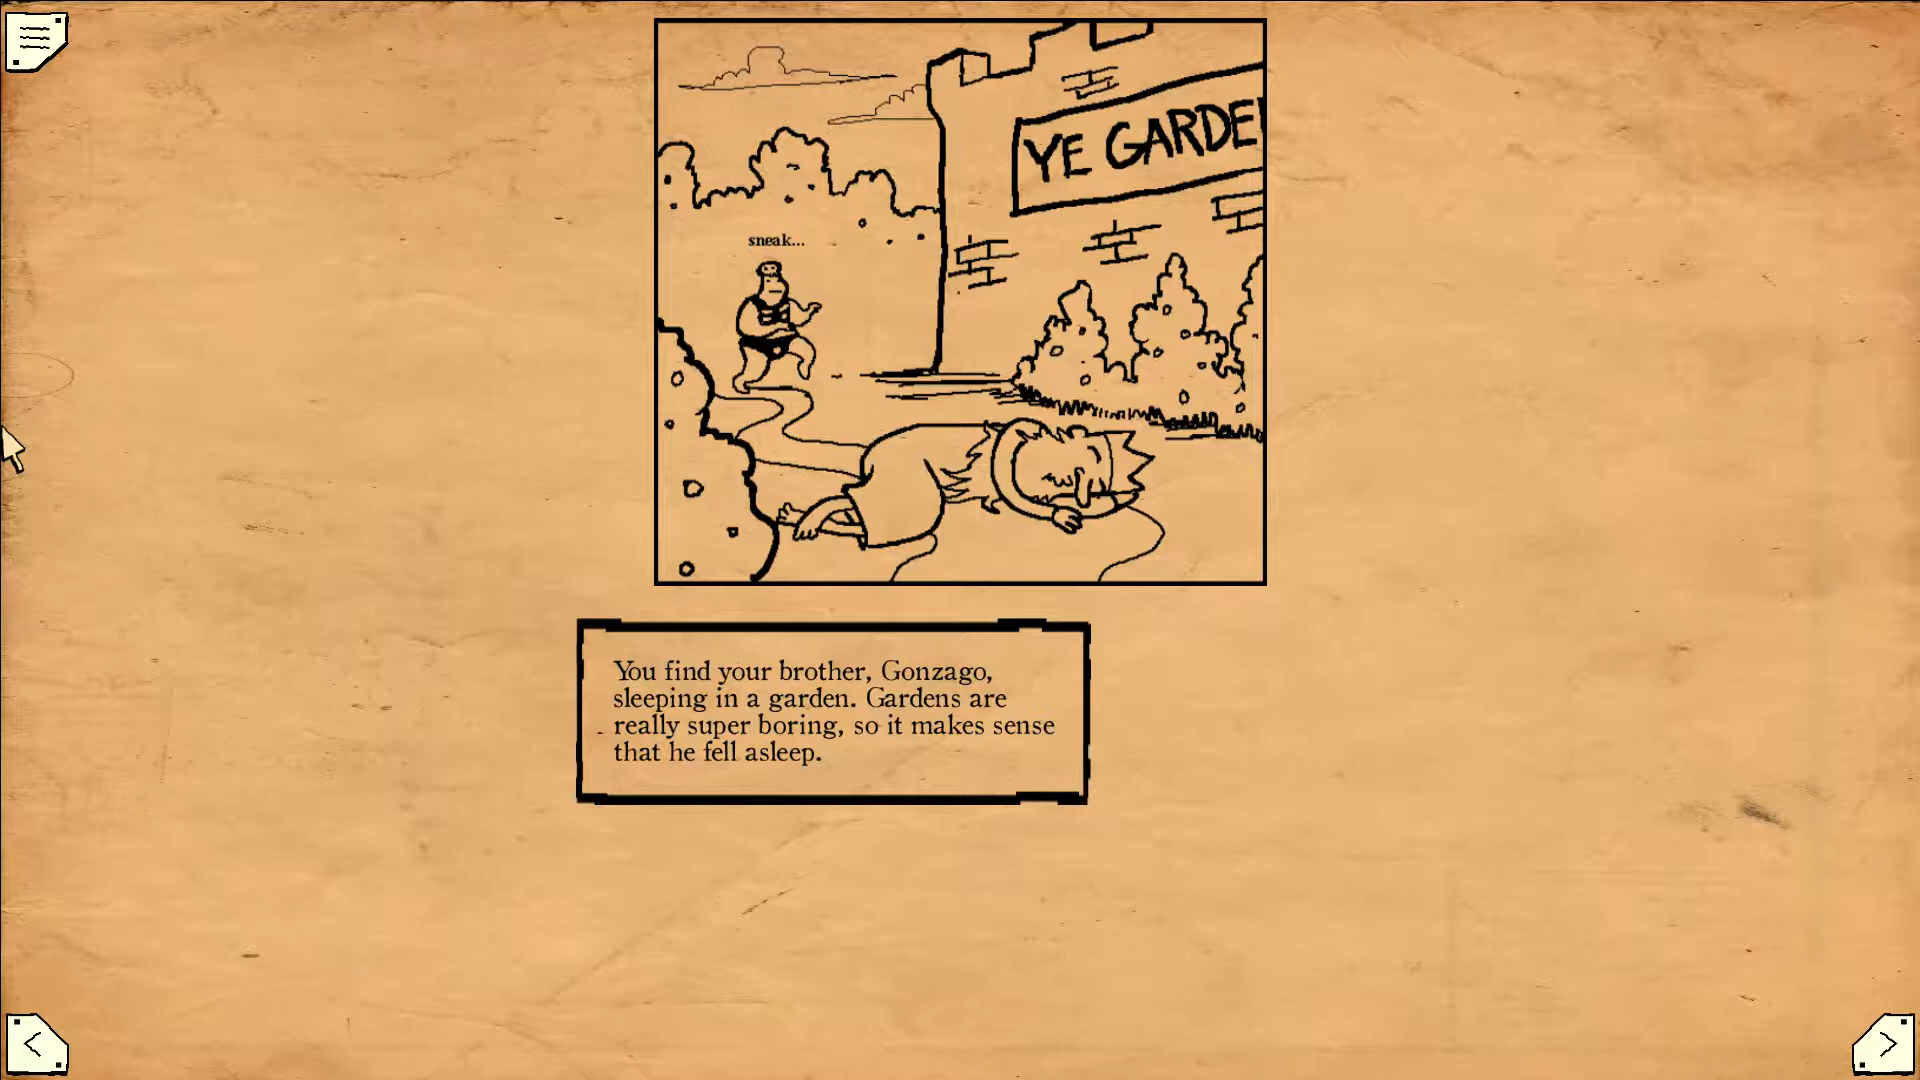 YE GARDE
sneak...
You find your brother, Gonzago,
sleeping in a garden. Gardens are
really super boring, so it makes sense
that he fell asleep.